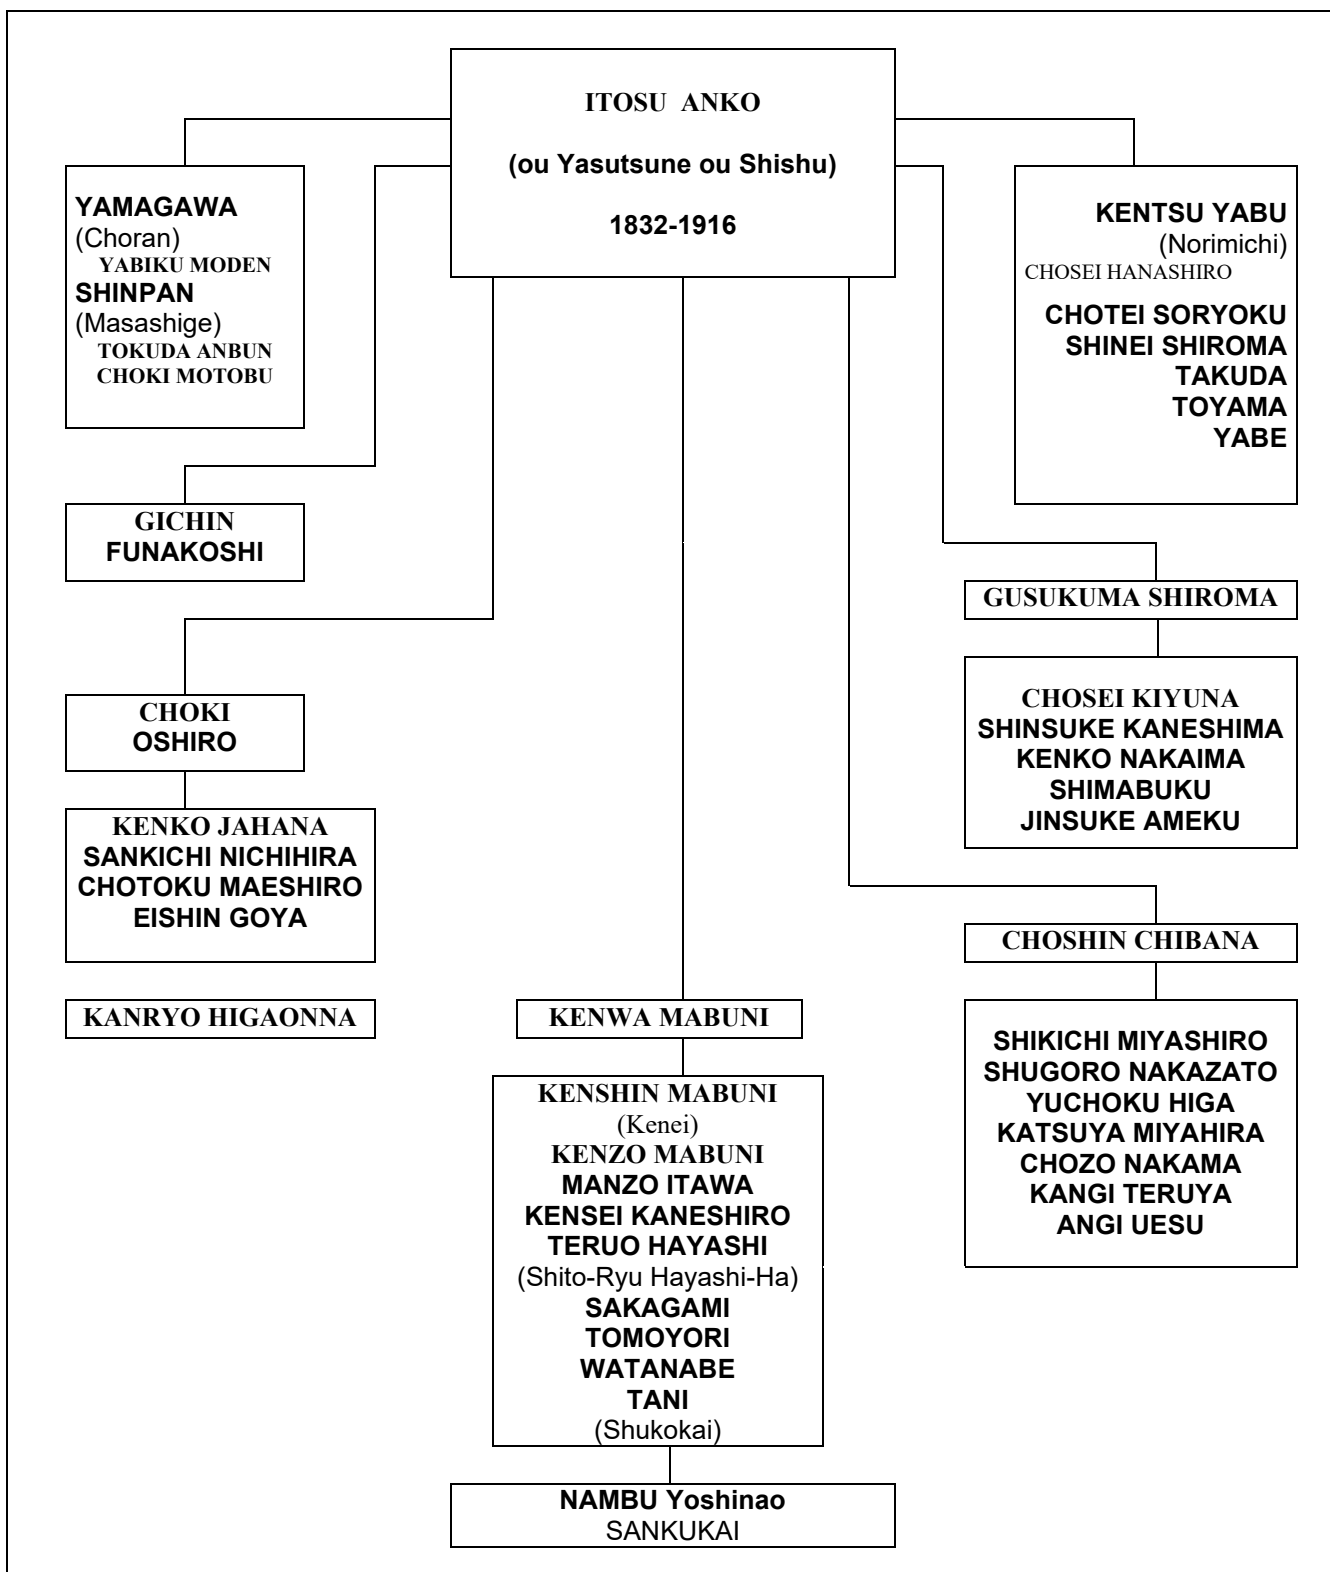 ITOSU ANKO
(ou Yasutsune ou Shishu)
1832-1916
YAMAGAWA
(Choran)
YABIKU MODEN
SHINPAN
(Masashige)
TOKUDA ANBUN
CHOKI MOTOBU
KENTSU YABU
(Norimichi)
CHOSEI HANASHIRO
CHOTEI SORYOKU
SHINEI SHIROMA
TAKUDA
TOYAMA
YABE
GICHIN
FUNAKOSHI
GUSUKUMA SHIROMA
CHOSEI KIYUNA
SHINSUKE KANESHIMA
KENKO NAKAIMA
SHIMABUKU
JINSUKE AMEKU
CHOKI
OSHIRO
KENKO JAHANA
SANKICHI NICHIHIRA
CHOTOKU MAESHIRO
EISHIN GOYA
CHOSHIN CHIBANA
SHIKICHI MIYASHIRO
SHUGORO NAKAZATO
YUCHOKU HIGA
KATSUYA MIYAHIRA
CHOZO NAKAMA
KANGI TERUYA
ANGI UESU
KANRYO HIGAONNA
KENWA MABUNI
KENSHIN MABUNI
(Kenei)
KENZO MABUNI
MANZO ITAWA
KENSEI KANESHIRO
TERUO HAYASHI
(Shito-Ryu Hayashi-Ha)
SAKAGAMI
TOMOYORI
WATANABE
TANI
(Shukokai)
NAMBU Yoshinao
SANKUKAI